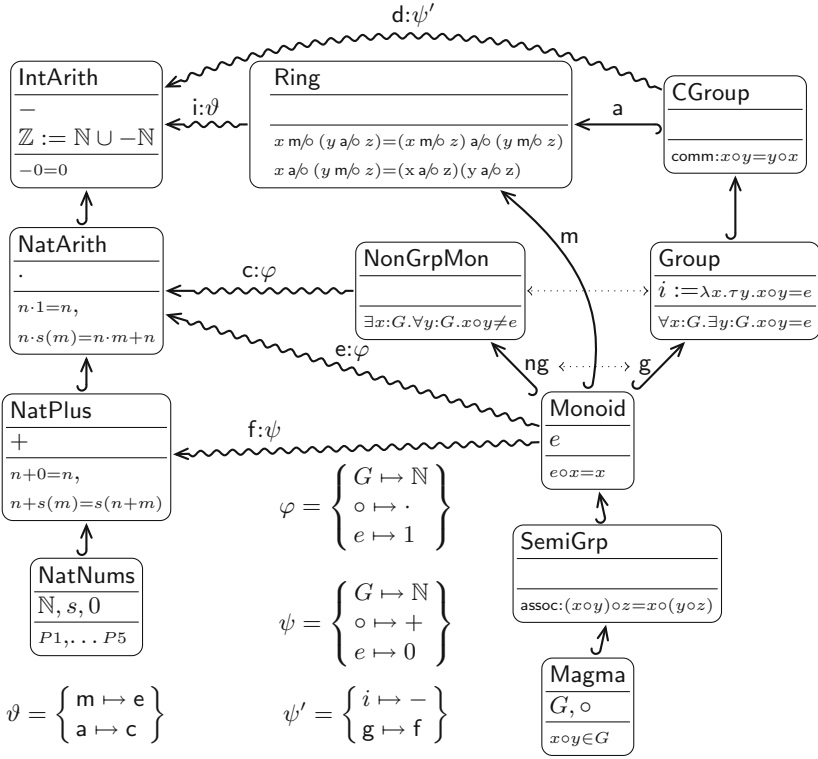 d:ψ′
IntArith
−
ℤ := ℕ ∪ −ℕ
−0=0
i:ϑ
Ring
x m/∘ (y a/∘ z)=(x m/∘ z) a/∘ (y m/∘ z)
x a/∘ (y m/∘ z)=(x a/∘ z)(y a/∘ z)
a
CGroup
comm:x∘y=y∘x
m
NatArith
·
n·1=n,
n·s(m)=n·m+n
c:φ
NonGrpMon
∃x:G.∀y:G.x∘y≠e
Group
i := λx.τy.x∘y=e
∀x:G.∃y:G.x∘y=e
e:φ
ng
g
NatPlus
+
n+0=n,
n+s(m)=s(n+m)
f:ψ
Monoid
e
e∘x=x
φ = { G ↦ ℕ
∘ ↦ ·
e ↦ 1 }
SemiGrp
assoc:(x∘y)∘z=x∘(y∘z)
NatNums
ℕ, s, 0
P1,... P5
ψ = { G ↦ ℕ
∘ ↦ +
e ↦ 0 }
Magma
G, ∘
x∘y∈G
ϑ = { m ↦ e
a ↦ c }
ψ′ = { i ↦ −
g ↦ f }